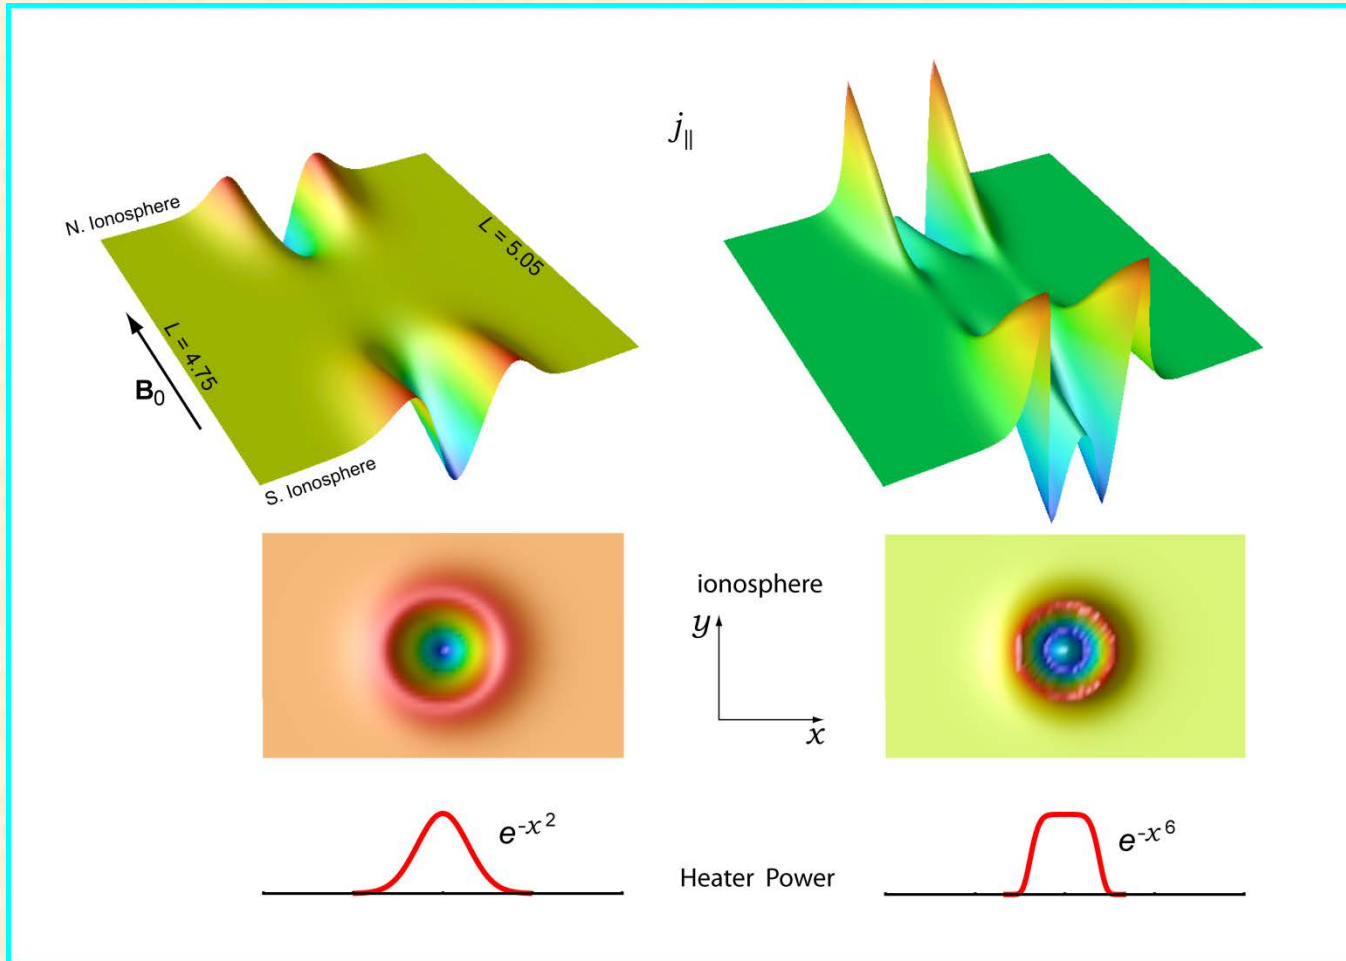 j∥
N. Ionosphere
L = 5.05
L = 4.75
B₀
S. Ionosphere
ionosphere
y
x
e⁻ˣ²
e⁻ˣ⁶
Heater Power